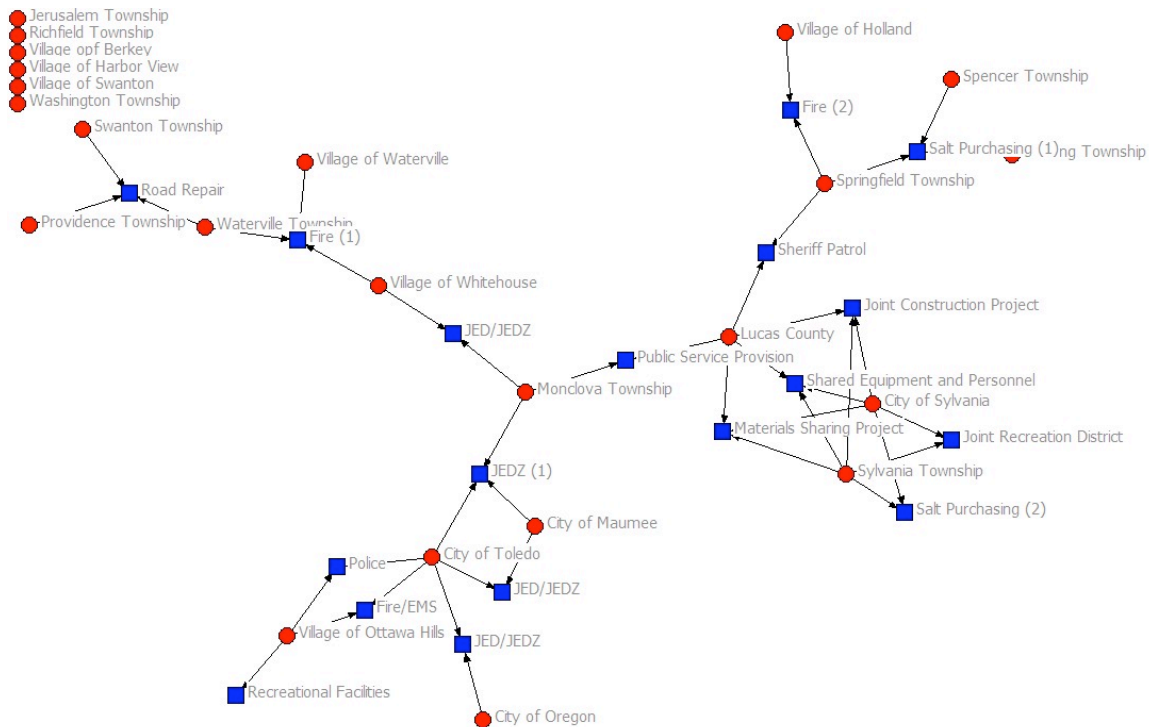 Jerusalem Township
Richfield Township
Village opf Berkey
Village of Harbor View
Village of Swanton
Washington Township
Swanton Township
Village of Holland
Spencer Township
Fire (2)
Village of Waterville
Salt Purchasing (1)
ng Township
Road Repair
Springfield Township
Providence Township
Waterville Township
Fire (1)
Sheriff Patrol
Village of Whitehouse
Joint Construction Project
JED/JEDZ
Lucas County
Public Service Provision
Monclova Township
Shared Equipment and Personnel
City of Sylvania
Materials Sharing Project
Joint Recreation District
JEDZ (1)
Sylvania Township
Salt Purchasing (2)
City of Maumee
City of Toledo
Police
JED/JEDZ
Fire/EMS
Village of Ottawa Hills
JED/JEDZ
Recreational Facilities
City of Oregon